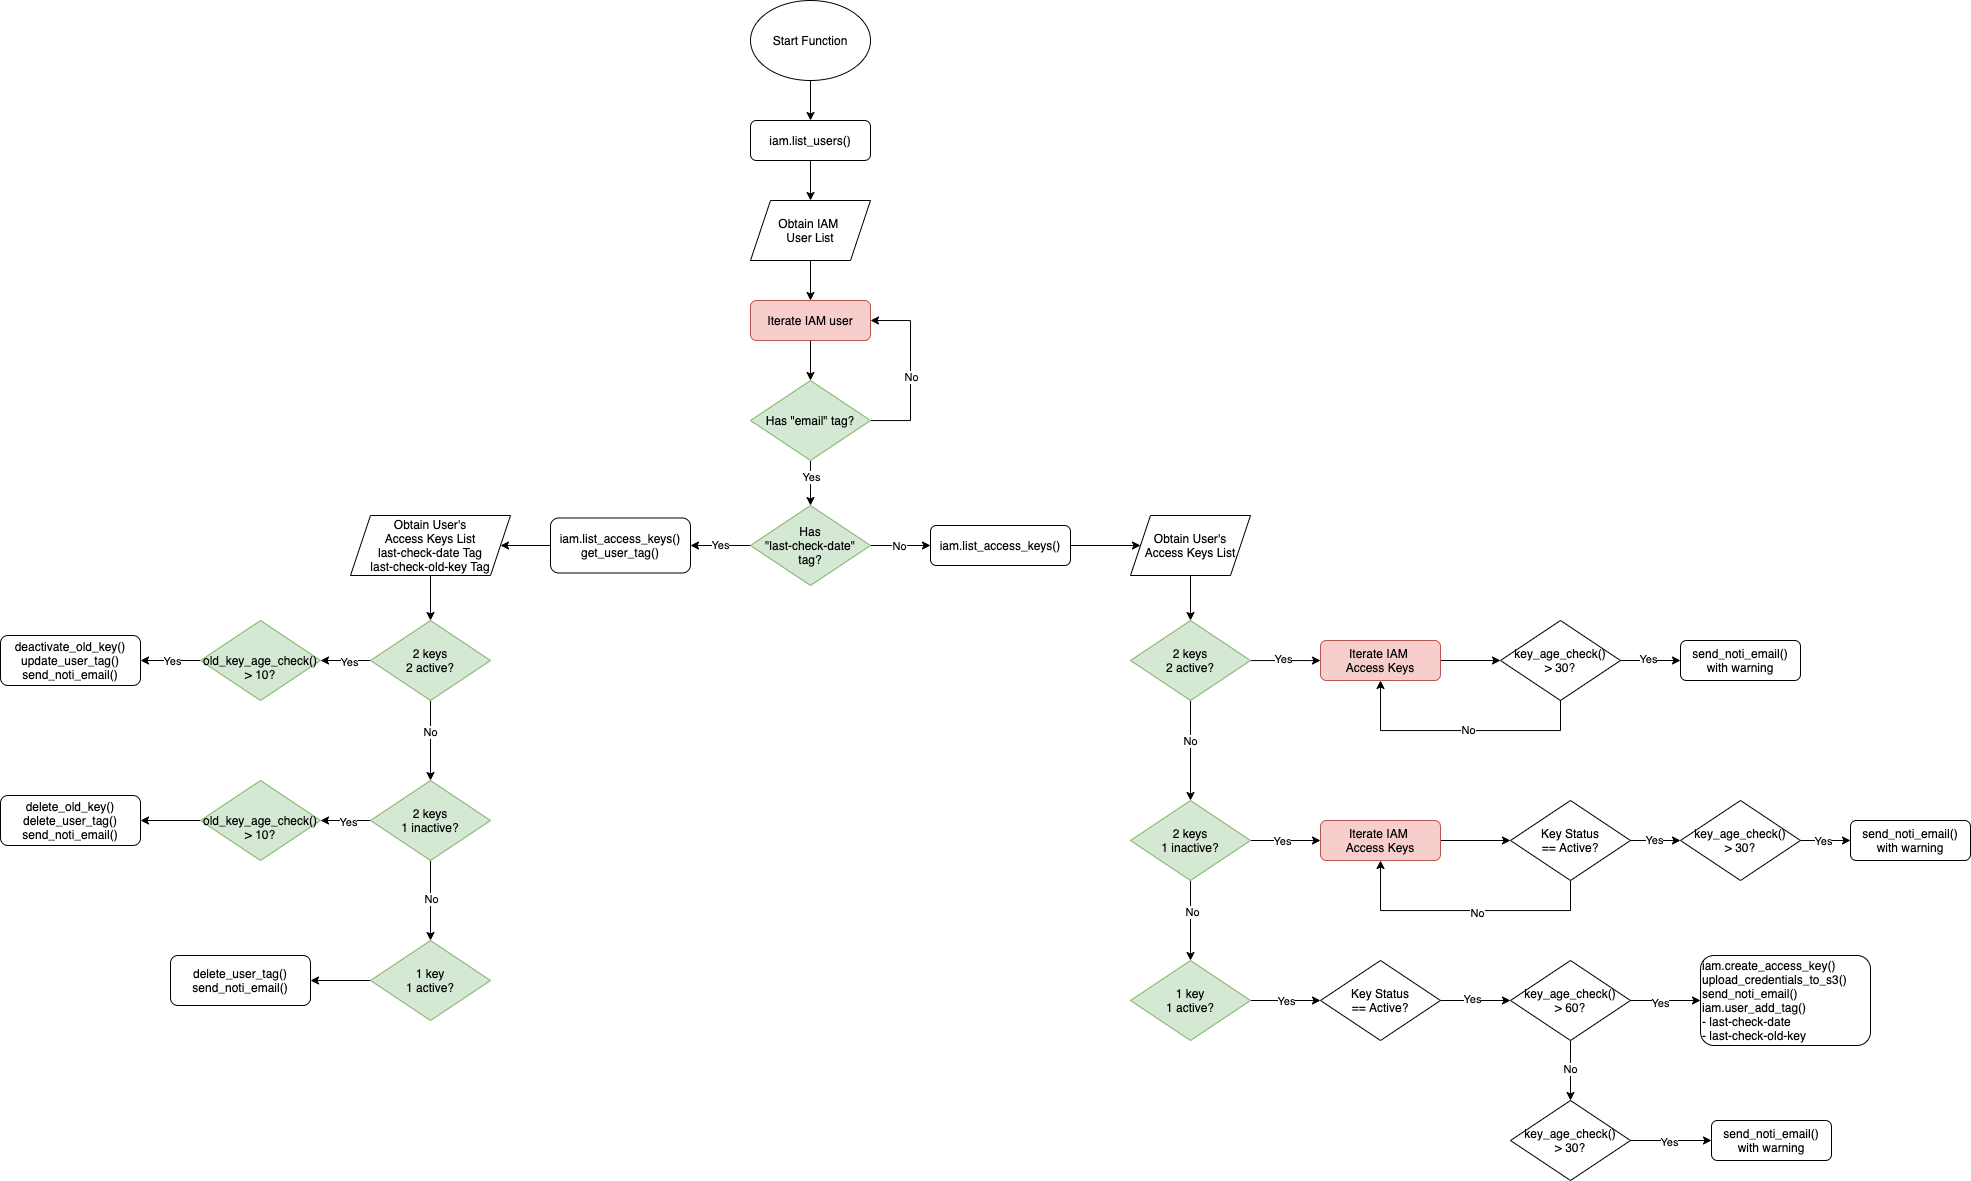 Start Function
iam.list_users()
Obtain IAM
User List
Iterate IAM user
No
Has "email" tag?
Yes
Has
"last-check-date"
tag?
Yes
No
iam.list_access_keys()
get_user_tag()
Obtain User's
Access Keys List
last-check-date Tag
last-check-old-key Tag
2 keys
2 active?
Yes
old_key_age_check()
> 10?
Yes
deactivate_old_key()
update_user_tag()
send_noti_email()
No
2 keys
1 inactive?
Yes
old_key_age_check()
> 10?
delete_old_key()
delete_user_tag()
send_noti_email()
No
1 key
1 active?
delete_user_tag()
send_noti_email()
iam.list_access_keys()
Obtain User's
Access Keys List
2 keys
2 active?
Yes
Iterate IAM
Access Keys
key_age_check()
> 30?
Yes
send_noti_email()
with warning
No
No
2 keys
1 inactive?
Yes
Iterate IAM
Access Keys
Key Status
== Active?
Yes
key_age_check()
> 30?
Yes
send_noti_email()
with warning
No
No
1 key
1 active?
Yes
Key Status
== Active?
Yes
key_age_check()
> 60?
Yes
iam.create_access_key()
upload_credentials_to_s3()
send_noti_email()
iam.user_add_tag()
- last-check-date
- last-check-old-key
No
key_age_check()
> 30?
Yes
send_noti_email()
with warning